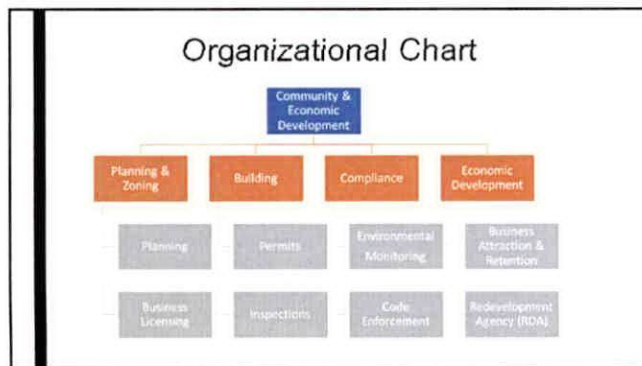 Organizational Chart
Community &
Economic
Development
Planning &
Zoning
Building
Compliance
Economic
Development
Planning
Permits
Environmental
Monitoring
Business
Attraction &
Retention
Business
Licensing
Inspections
Code
Enforcement
Redevelopment
Agency (RDA)